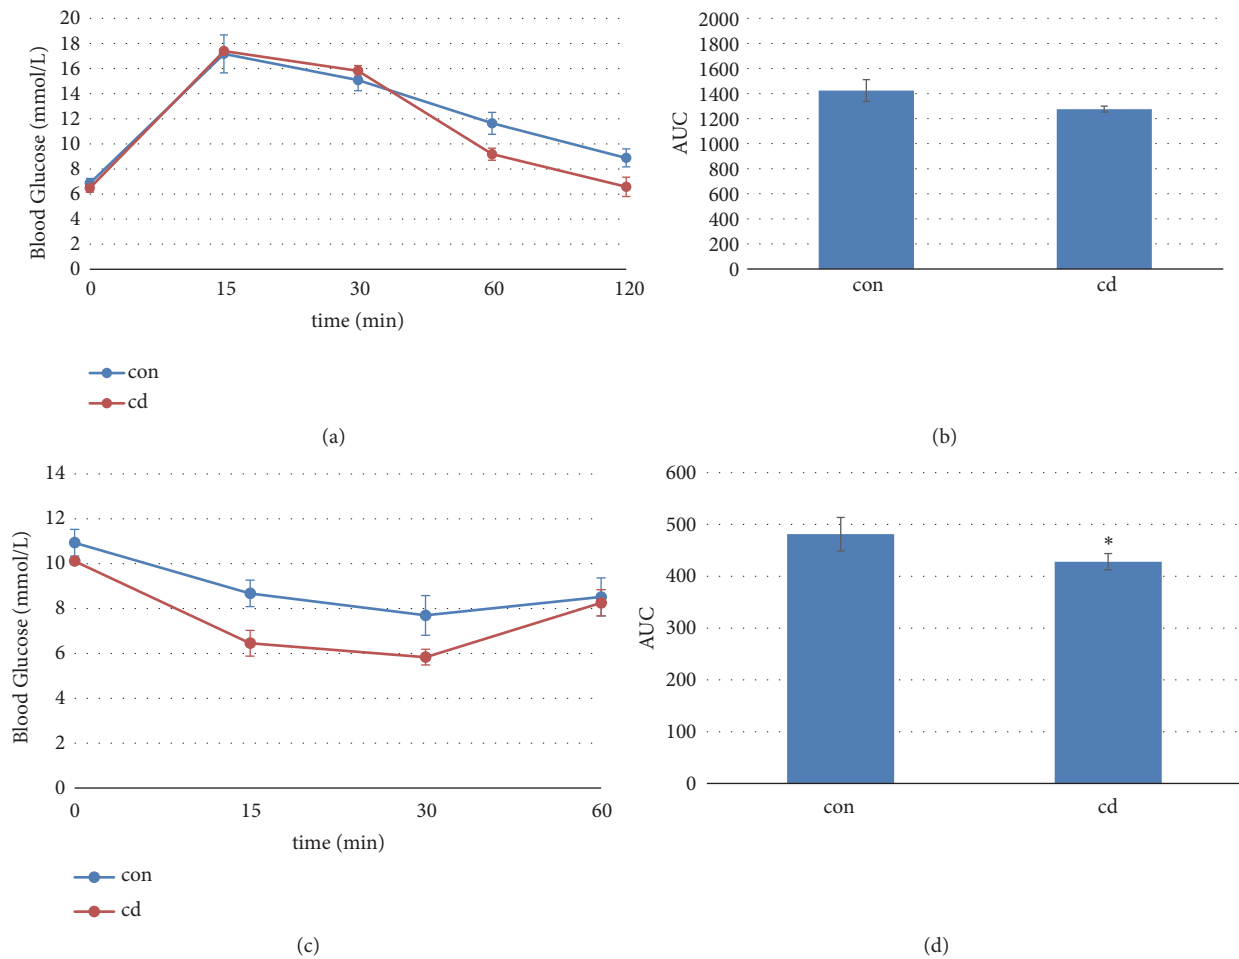 20
18
16
14
12
10
8
6
4
2
0
Blood Glucose (mmol/L)
0 15 30 60 120
time (min)
con
cd
(a)
2000
1800
1600
1400
1200
1000
800
600
400
200
0
AUC
con cd
(b)
14
12
10
8
6
4
2
0
Blood Glucose (mmol/L)
0 15 30 60
time (min)
con
cd
(c)
600
500
400
300
200
100
0
AUC
*
con cd
(d)